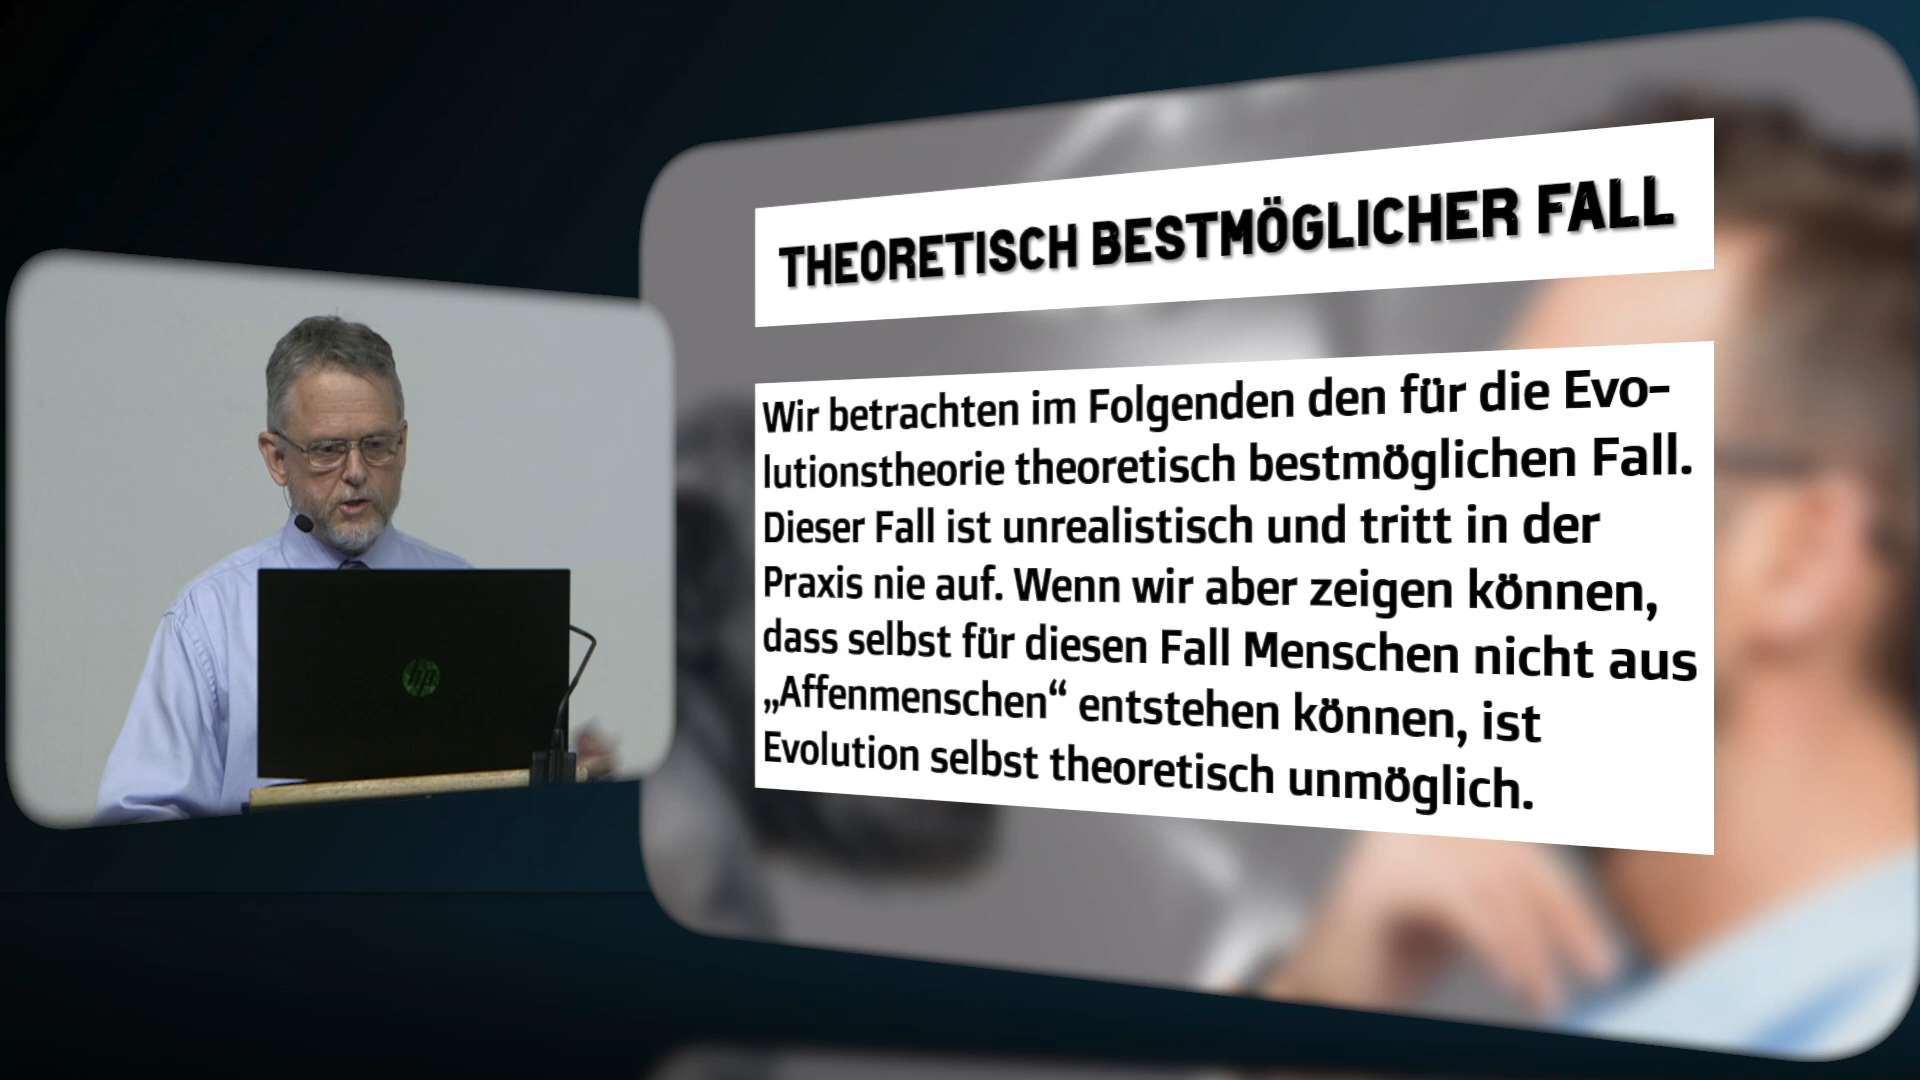 THEORETISCH BESTMÖGLICHER FALL
Wir betrachten im Folgenden den für die Evo-
lutionstheorie theoretisch bestmöglichen Fall.
Dieser Fall ist unrealistisch und tritt in der
Praxis nie auf. Wenn wir aber zeigen können,
dass selbst für diesen Fall Menschen nicht aus
„Affenmenschen“ entstehen können, ist
Evolution selbst theoretisch unmöglich.
hp